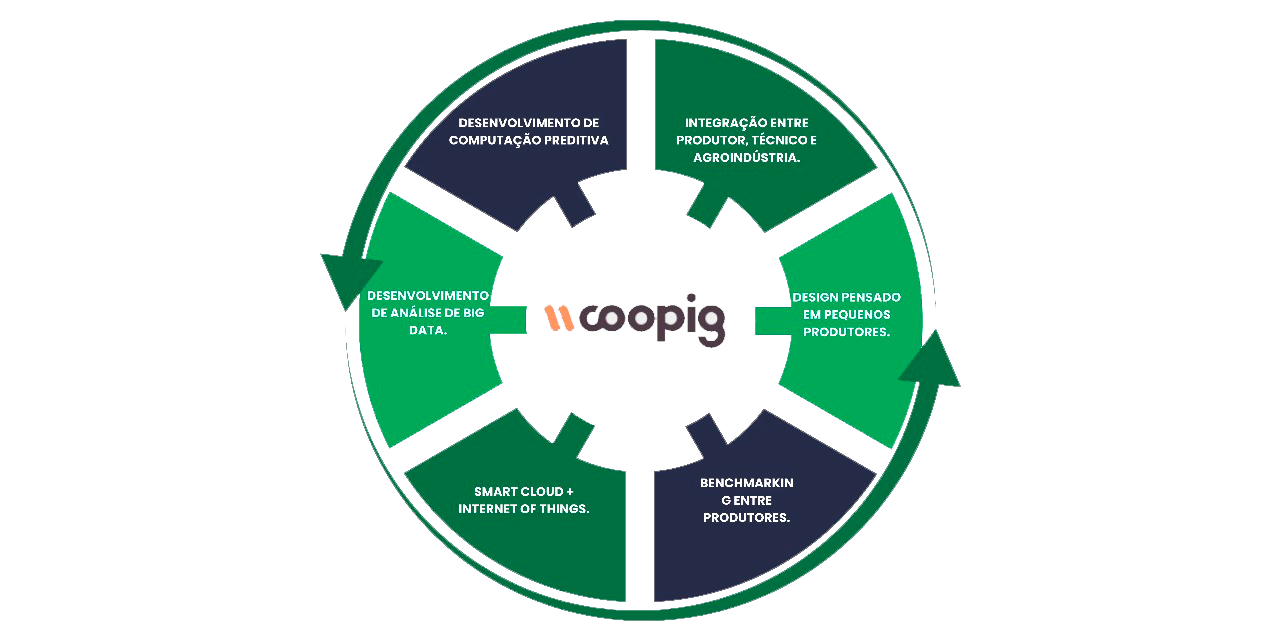 DESENVOLVIMENTO DE
COMPUTAÇÃO PREDITIVA
INTEGRAÇÃO ENTRE
PRODUTOR, TÉCNICO E
AGROINDÚSTRIA.
DESENVOLVIMENTO
DE ANÁLISE DE BIG
DATA.
coopig
DESIGN PENSADO
EM PEQUENOS
PRODUTORES.
SMART CLOUD +
INTERNET OF THINGS.
BENCHMARKIN
G ENTRE
PRODUTORES.